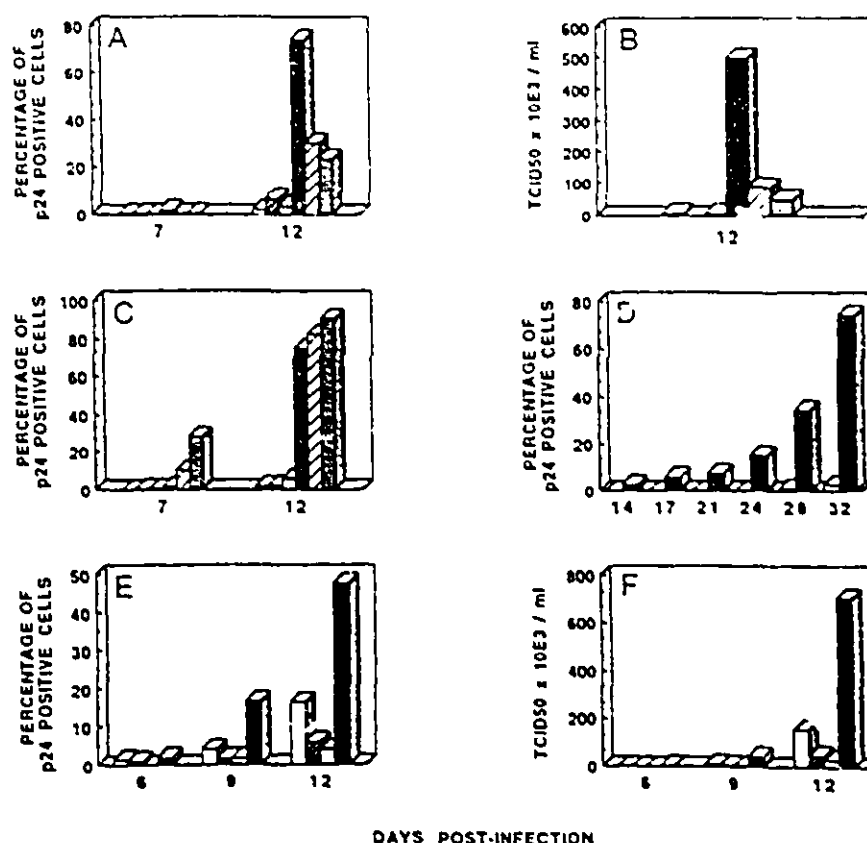 A
PERCENTAGE OF
p24 POSITIVE CELLS
80
60
40
20
0
7 12
B
TCID50 x 10E3 / ml
600
500
400
300
200
100
0
12
C
PERCENTAGE OF
p24 POSITIVE CELLS
100
80
60
40
20
0
7 12
D
PERCENTAGE OF
p24 POSITIVE CELLS
80
60
40
20
0
14 17 21 24 28 32
E
PERCENTAGE OF
p24 POSITIVE CELLS
50
40
30
20
10
0
6 9 12
F
TCID50 x 10E3 / ml
800
600
400
200
0
6 9 12
DAYS POST-INFECTION